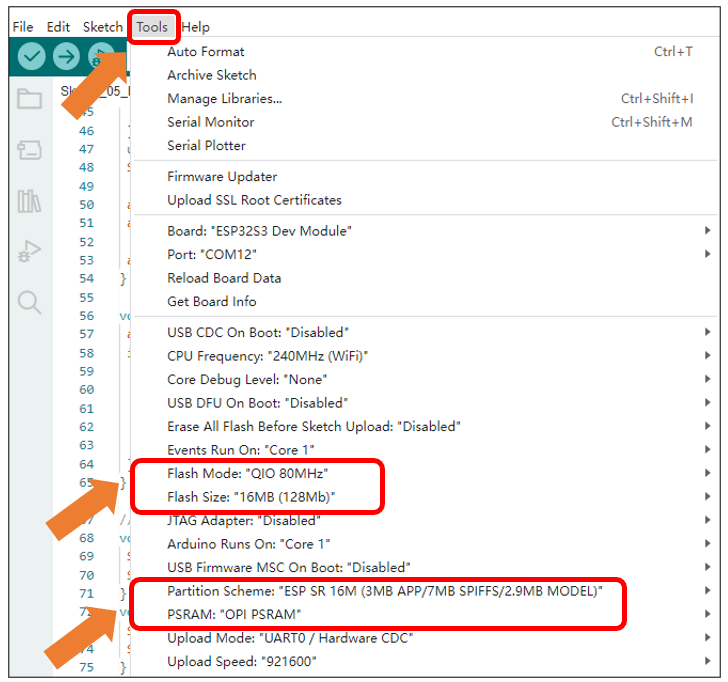 File Edit Sketch Tools Help
Auto Format Ctrl+T
Archive Sketch
Manage Libraries... Ctrl+Shift+I
Serial Monitor Ctrl+Shift+M
Serial Plotter
Firmware Updater
Upload SSL Root Certificates
Board: "ESP32S3 Dev Module"
Port: "COM12"
Reload Board Data
Get Board Info
USB CDC On Boot: "Disabled"
CPU Frequency: "240MHz (WiFi)"
Core Debug Level: "None"
USB DFU On Boot: "Disabled"
Erase All Flash Before Sketch Upload: "Disabled"
Events Run On: "Core 1"
Flash Mode: "QIO 80MHz"
Flash Size: "16MB (128Mb)"
JTAG Adapter: "Disabled"
Arduino Runs On: "Core 1"
USB Firmware MSC On Boot: "Disabled"
Partition Scheme: "ESP SR 16M (3MB APP/7MB SPIFFS/2.9MB MODEL)"
PSRAM: "OPI PSRAM"
Upload Mode: "UART0 / Hardware CDC"
Upload Speed: "921600"
45
46 }
47 u
48 S
49
50 a
51 a
52
53 a
54 }
55
56 vo
57 a
58 i
59
60
61
62
63
64 }
65 }
67 //
68 vo
69 S
70 S
71 }
72 vo
74 S
75 }